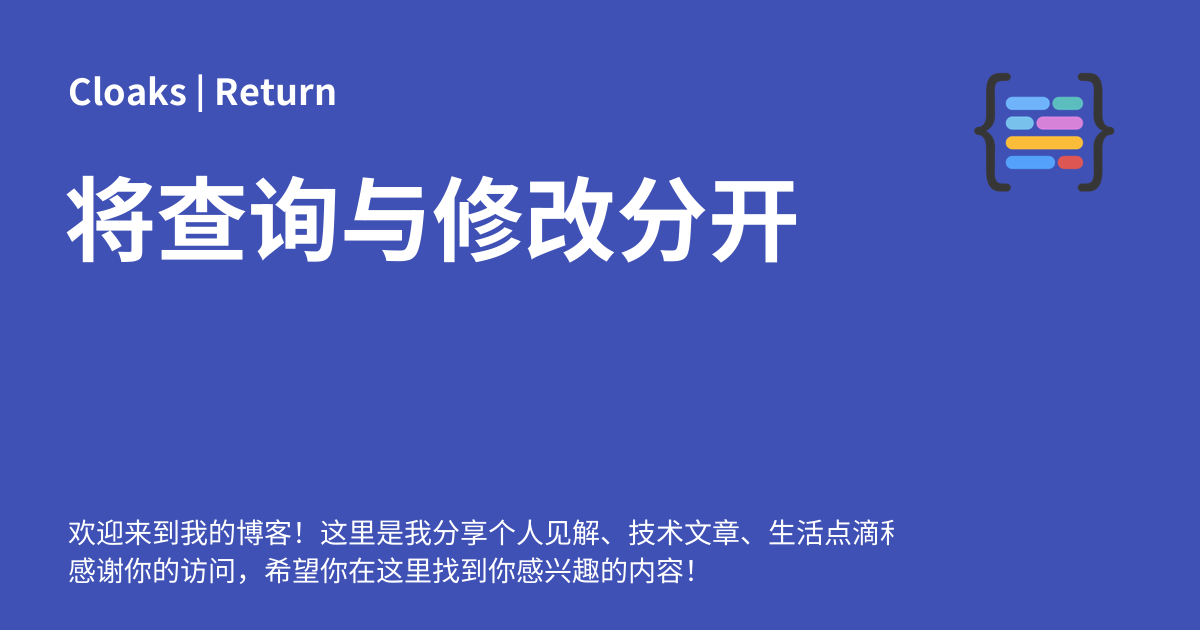 Cloaks | Return
将查询与修改分开
欢迎来到我的博客！这里是我分享个人见解、技术文章、生活点滴
感谢你的访问，希望你在这里找到你感兴趣的内容！